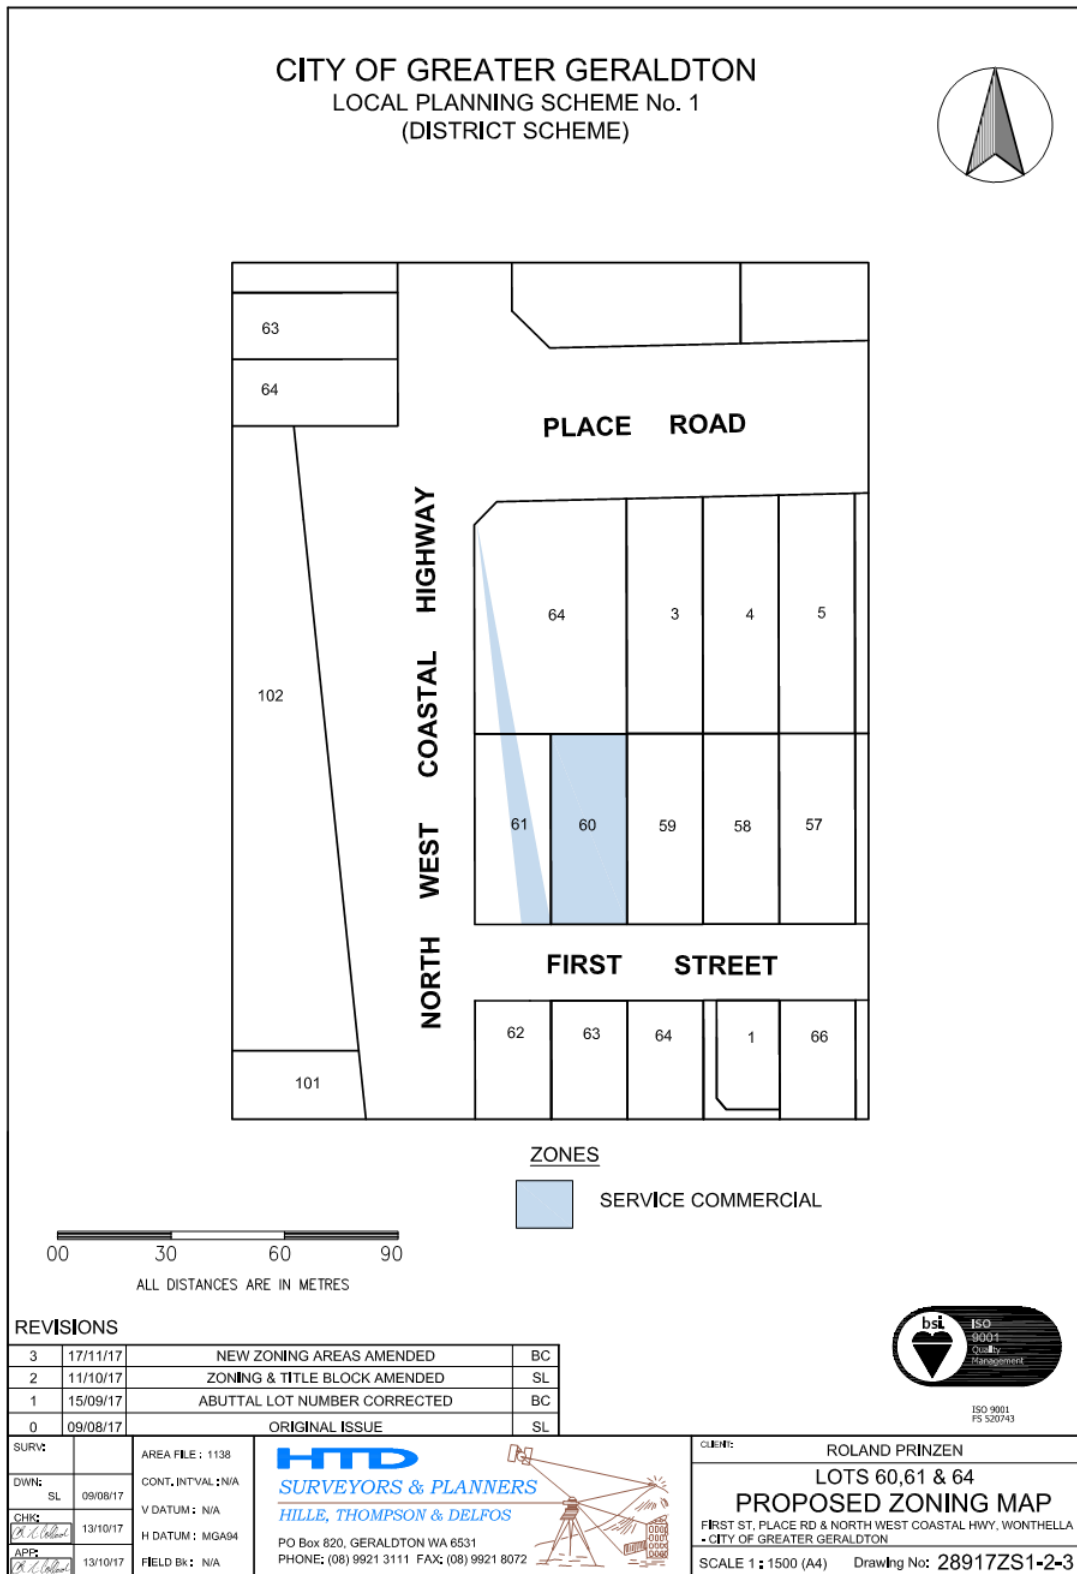 CITY OF GREATER GERALDTON
LOCAL PLANNING SCHEME No. 1
(DISTRICT SCHEME)
63
64
PLACE ROAD
NORTH WEST COASTAL HIGHWAY
64 3 4 5
102
61 60 59 58 57
FIRST STREET
62 63 64 1 66
101
ZONES
SERVICE COMMERCIAL
00 30 60 90
ALL DISTANCES ARE IN METRES
REVISIONS
3 17/11/17 NEW ZONING AREAS AMENDED BC
2 11/10/17 ZONING & TITLE BLOCK AMENDED SL
1 15/09/17 ABUTTAL LOT NUMBER CORRECTED BC
0 09/08/17 ORIGINAL ISSUE SL
bsi.
ISO
9001
Quality
Management
ISO 9001
FS 520743
SURV:
DWN:
SL 09/08/17
CHK:
13/10/17
APP:
13/10/17
AREA FILE : 1138
CONT. INT'VAL : N/A
V DATUM : N/A
H DATUM : MGA94
FIELD Bk : N/A
HTD
SURVEYORS & PLANNERS
HILLE, THOMPSON & DELFOS
PO Box 820, GERALDTON WA 6531
PHONE: (08) 9921 3111 FAX: (08) 9921 8072
CLIENT:
ROLAND PRINZEN
LOTS 60,61 & 64
PROPOSED ZONING MAP
FIRST ST, PLACE RD & NORTH WEST COASTAL HWY, WONTHELLA
- CITY OF GREATER GERALDTON
SCALE 1 : 1500 (A4) Drawing No: 28917ZS1-2-3